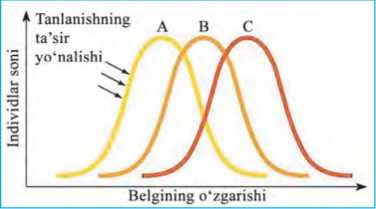 Tanlanishning
ta'sir
yo‘nalishi
A B C
Individlar soni
Belgining o‘zgarishi